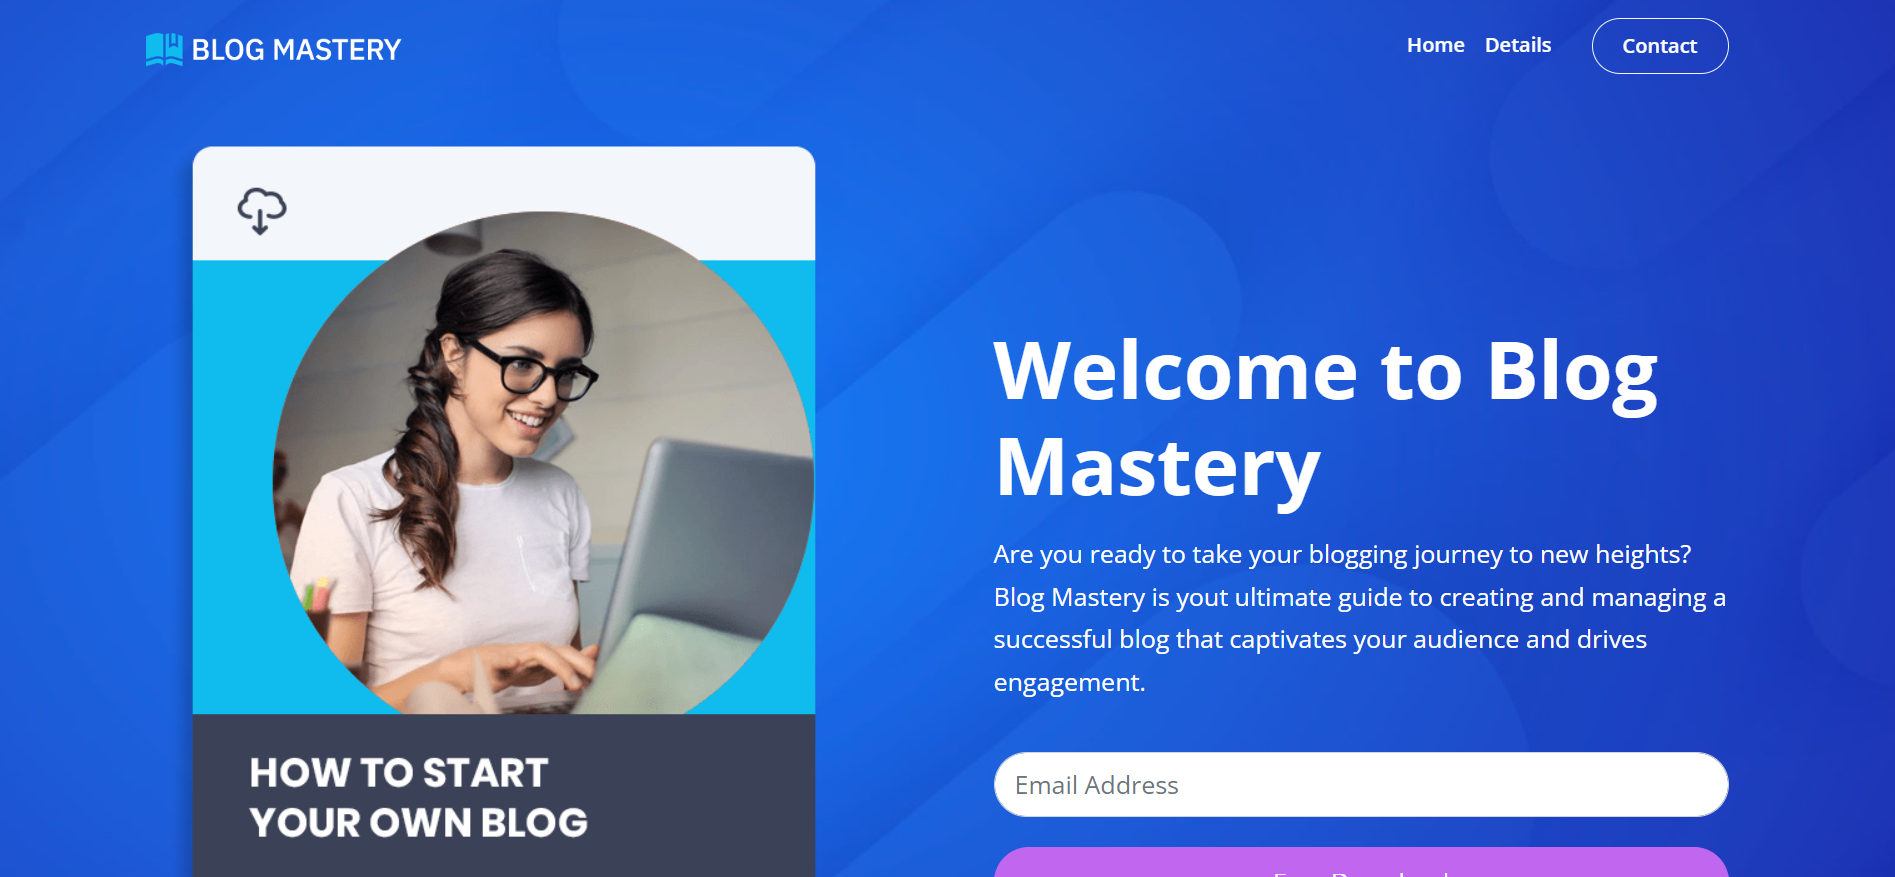 BLOG MASTERY
Home Details Contact
HOW TO START
YOUR OWN BLOG
Welcome to Blog
Mastery
Are you ready to take your blogging journey to new heights?
Blog Mastery is yout ultimate guide to creating and managing a
successful blog that captivates your audience and drives
engagement.
Email Address